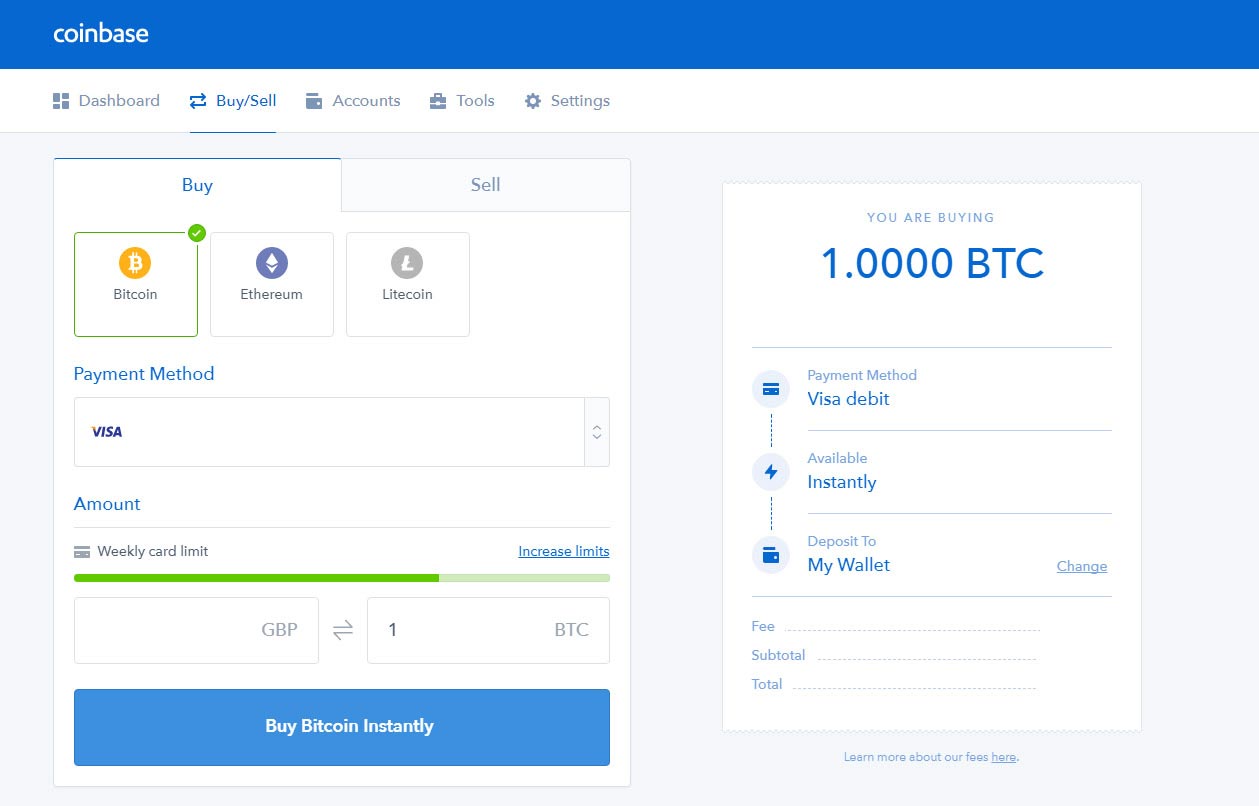 coinbase
Dashboard
Buy/Sell
Accounts
Tools
Settings
Buy
Sell
Bitcoin
Ethereum
Litecoin
Payment Method
VISA
Amount
Weekly card limit
Increase limits
GBP
1 BTC
Buy Bitcoin Instantly
YOU ARE BUYING
1.0000 BTC
Payment Method
Visa debit
Available
Instantly
Deposit To
My Wallet
Change
Fee
Subtotal
Total
Learn more about our fees here.